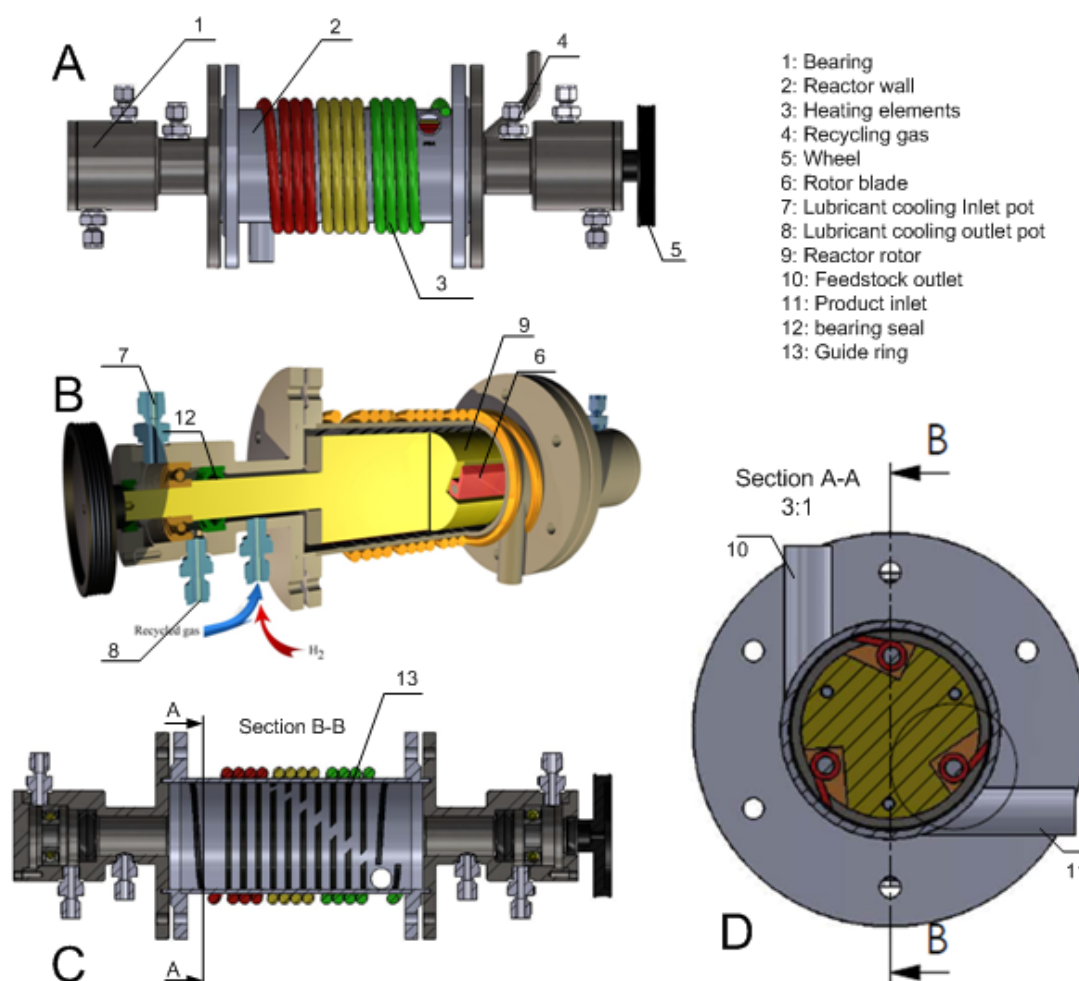 A
1
2
4
5
3
1: Bearing
2: Reactor wall
3: Heating elements
4: Recycling gas
5: Wheel
6: Rotor blade
7: Lubricant cooling Inlet pot
8: Lubricant cooling outlet pot
9: Reactor rotor
10: Feedstock outlet
11: Product inlet
12: bearing seal
13: Guide ring
B
7
12
9
6
8
Recycled gas
H2
C
A
Section B-B
13
A
D
Section A-A
3:1
B
10
11
B